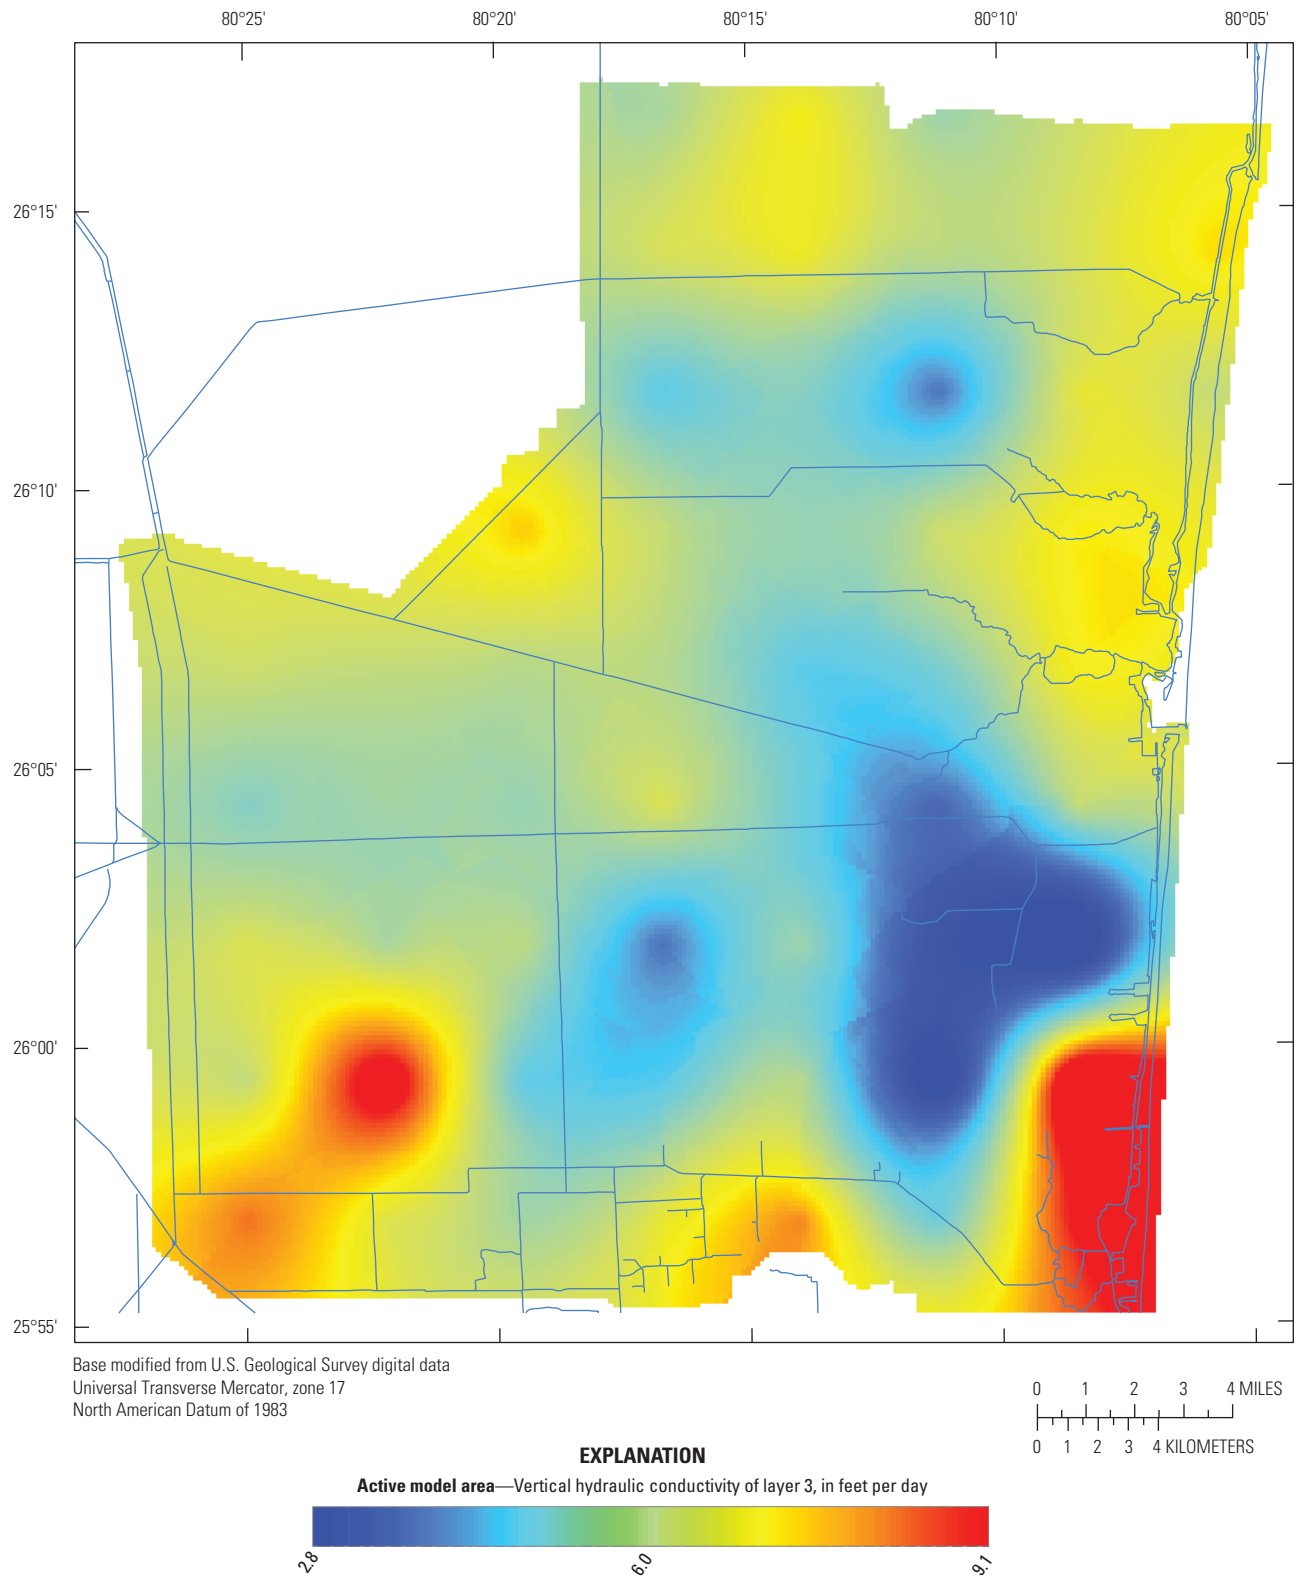 80°25' 80°20' 80°15' 80°10' 80°05'
26°15'
26°10'
26°05'
26°00'
25°55'
Base modified from U.S. Geological Survey digital data
Universal Transverse Mercator, zone 17
North American Datum of 1983
0 1 2 3 4 MILES
0 1 2 3 4 KILOMETERS
EXPLANATION
Active model area—Vertical hydraulic conductivity of layer 3, in feet per day
2.8 6.0 9.1